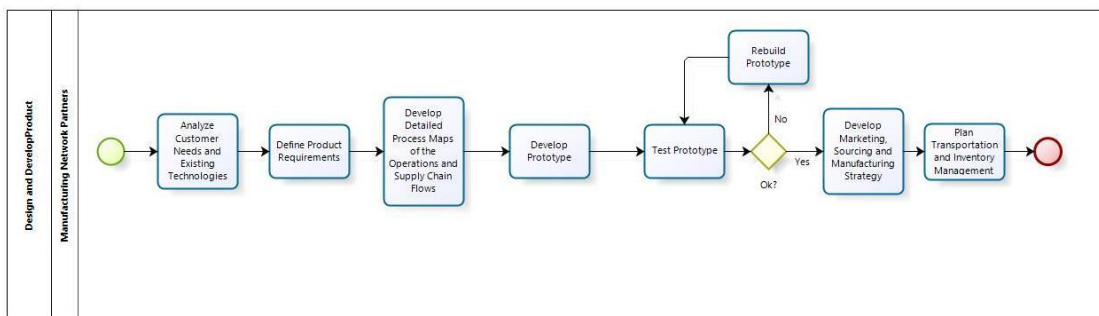 Design and DevelopProduct
Manufacturing Network Partners
Analyze
Customer
Needs and
Existing
Technologies
Define Product
Requirements
Develop
Detailed
Process Maps
of the
Operations and
Supply Chain
Flows
Develop
Prototype
Test Prototype
Rebuild
Prototype
No
Ok?
Yes
Develop
Marketing,
Sourcing and
Manufacturing
Strategy
Plan
Transportation
and Inventory
Management